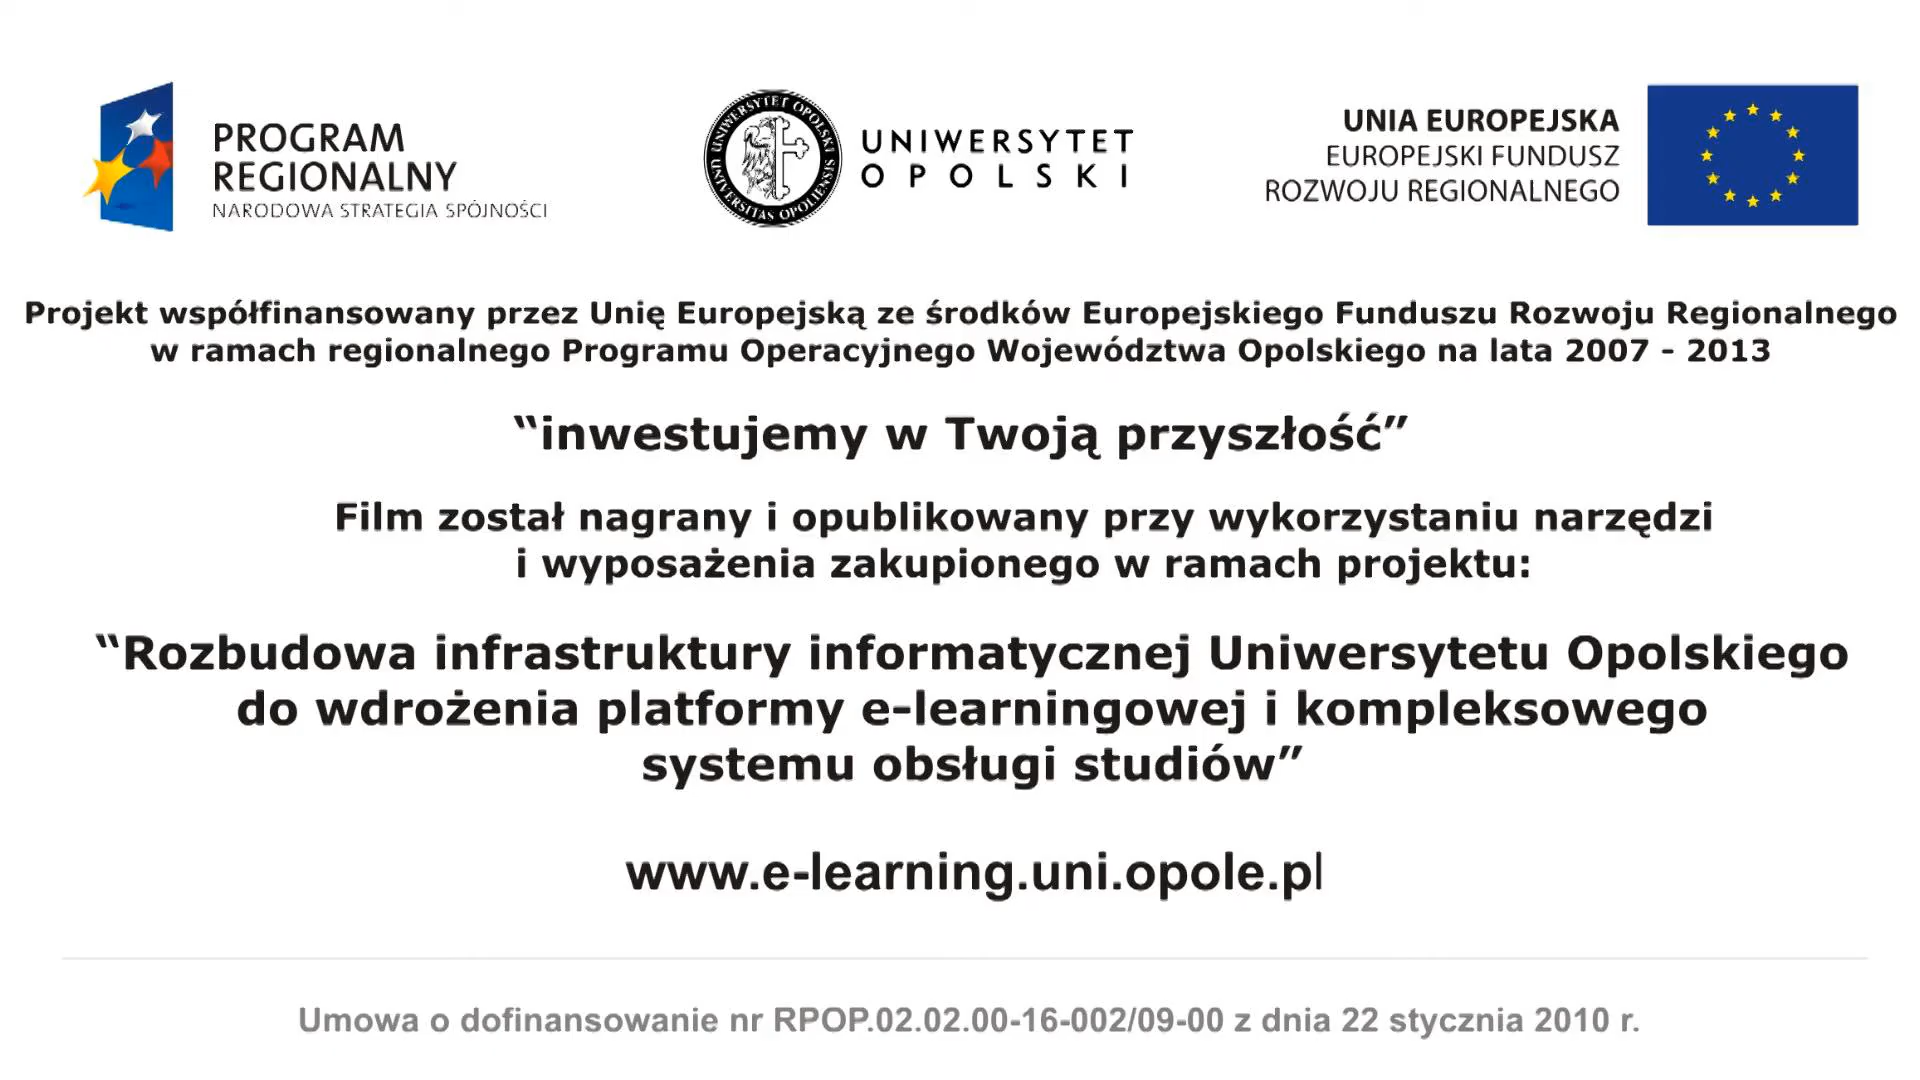 PROGRAM
REGIONALNY
NARODOWA STRATEGIA SPÓJNOŚCI
UNIWERSYTET OPOLSKI
UNIVERSITAS OPOLIENSIS
UNIWERSYTET
OPOLSKI
UNIA EUROPEJSKA
EUROPEJSKI FUNDUSZ
ROZWOJU REGIONALNEGO
Projekt współfinansowany przez Unię Europejską ze środków Europejskiego Funduszu Rozwoju Regionalnego
w ramach regionalnego Programu Operacyjnego Województwa Opolskiego na lata 2007 - 2013
“inwestujemy w Twoją przyszłość”
Film został nagrany i opublikowany przy wykorzystaniu narzędzi
i wyposażenia zakupionego w ramach projektu:
“Rozbudowa infrastruktury informatycznej Uniwersytetu Opolskiego
do wdrożenia platformy e-learningowej i kompleksowego
systemu obsługi studiów”
www.e-learning.uni.opole.pl
Umowa o dofinansowanie nr RPOP.02.02.00-16-002/09-00 z dnia 22 stycznia 2010 r.